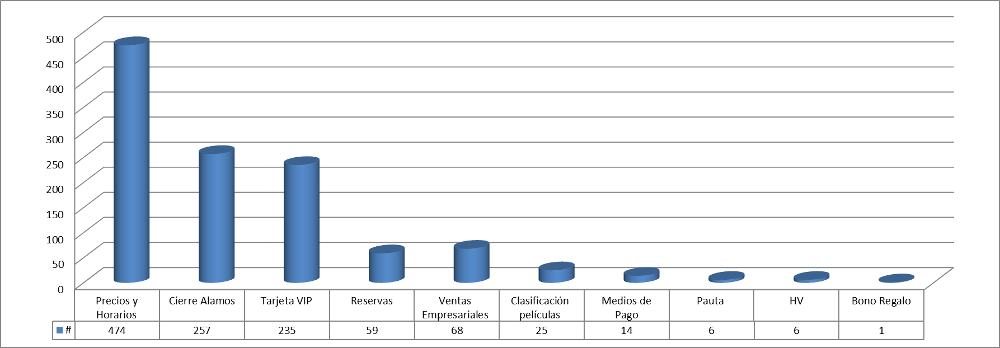 500
450
400
350
300
250
200
150
100
50
0
Precios y Horarios
Cierre Alamos
Tarjeta VIP
Reservas
Ventas Empresariales
Clasificación películas
Medios de Pago
Pauta
HV
Bono Regalo
# 474 257 235 59 68 25 14 6 6 1